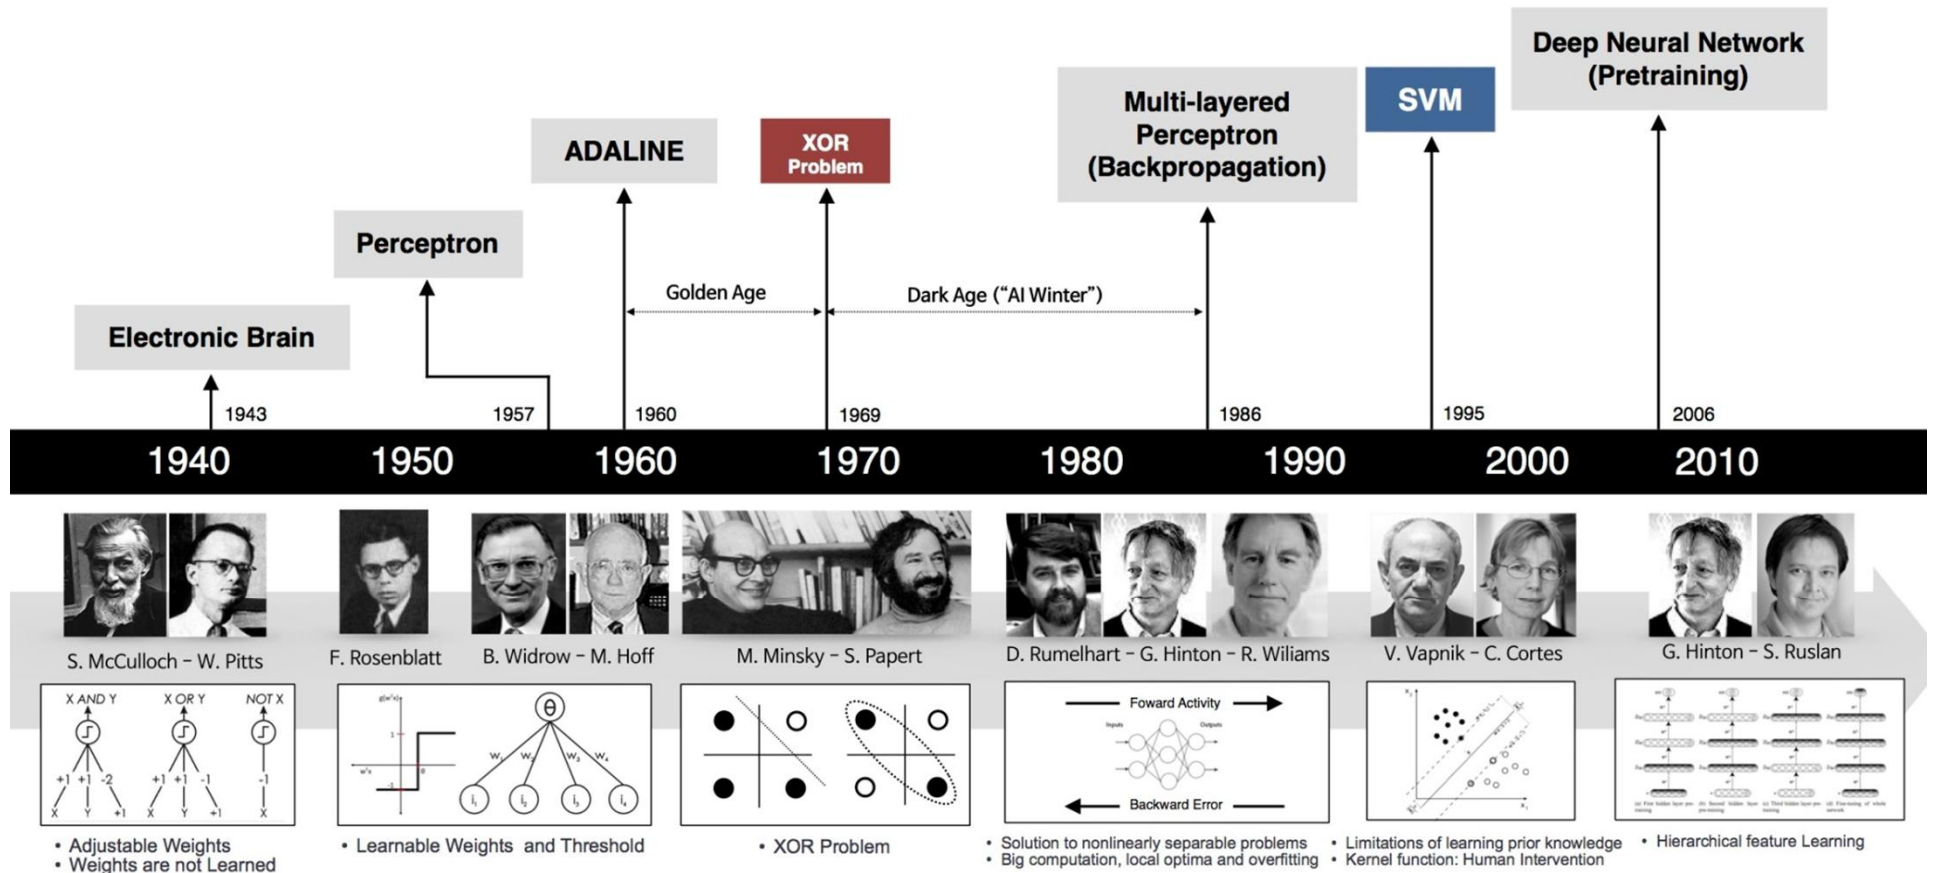 Deep Neural Network
(Pretraining)
Multi-layered
Perceptron
(Backpropagation)
SVM
ADALINE
XOR
Problem
Perceptron
Golden Age
Dark Age ("AI Winter")
Electronic Brain
1943
1957
1960
1969
1986
1995
2006
1940
1950
1960
1970
1980
1990
2000
2010
S. McCulloch – W. Pitts
F. Rosenblatt
B. Widrow – M. Hoff
M. Minsky – S. Papert
D. Rumelhart – G. Hinton – R. Wiliams
V. Vapnik – C. Cortes
G. Hinton – S. Ruslan
X AND Y
X OR Y
NOT X
+1 +1 -2
+1 +1 -1
-1
X Y +1
X Y +1
X
1
-1
θ
i₁ i₂ i₃ i₄
Foward Activity
Inputs
Outputs
Backward Error
X₁
• Adjustable Weights
• Weights are not Learned
• Learnable Weights and Threshold
• XOR Problem
• Solution to nonlinearly separable problems
• Big computation, local optima and overfitting
• Limitations of learning prior knowledge
• Kernel function: Human Intervention
• Hierarchical feature Learning